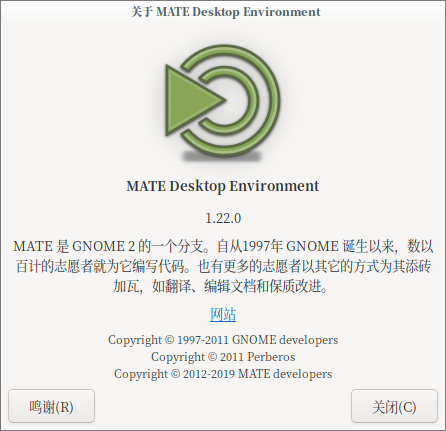 关于 MATE Desktop Environment
MATE Desktop Environment
1.22.0
MATE 是 GNOME 2 的一个分支。自从1997年 GNOME 诞生以来，数以
百计的志愿者就为它编写代码。也有更多的志愿者以其它的方式为其添砖
加瓦，如翻译、编辑文档和保质改进。
网站
Copyright © 1997-2011 GNOME developers
Copyright © 2011 Perberos
Copyright © 2012-2019 MATE developers
鸣谢(R)
关闭(C)